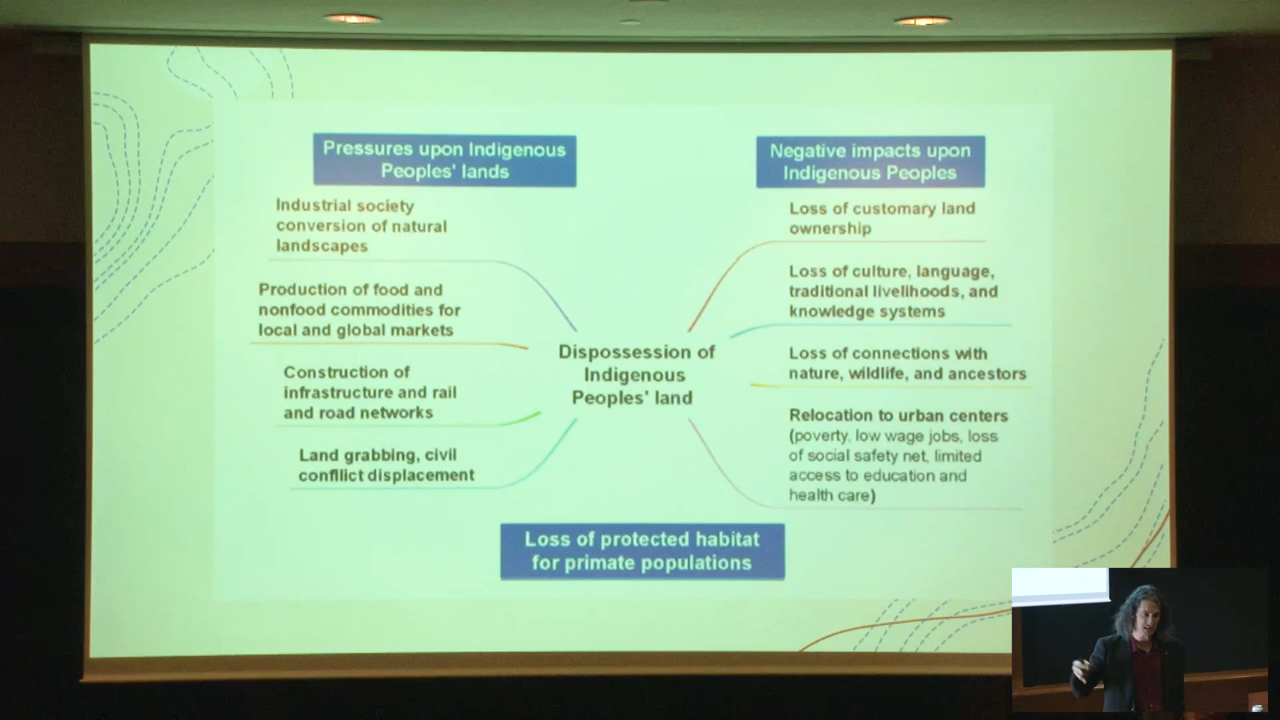 Pressures upon Indigenous
Peoples' lands
Industrial society
conversion of natural
landscapes
Production of food and
nonfood commodities for
local and global markets
Construction of
infrastructure and rail
and road networks
Land grabbing, civil
conflict displacement
Dispossession of
Indigenous
Peoples' land
Negative impacts upon
Indigenous Peoples
Loss of customary land
ownership
Loss of culture, language,
traditional livelihoods, and
knowledge systems
Loss of connections with
nature, wildlife, and ancestors
Relocation to urban centers
(poverty, low wage jobs, loss
of social safety net, limited
access to education and
health care)
Loss of protected habitat
for primate populations